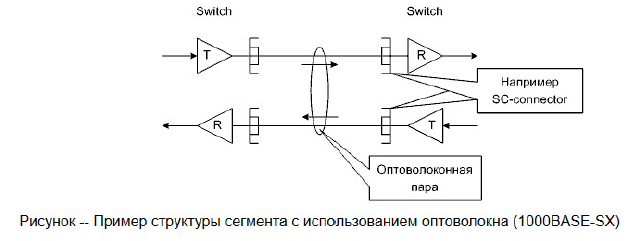 Switch
Switch
T
R
Например
SC-connector
R
T
Оптоволоконная
пара
Рисунок -- Пример структуры сегмента с использованием оптоволокна (1000BASE-SX)